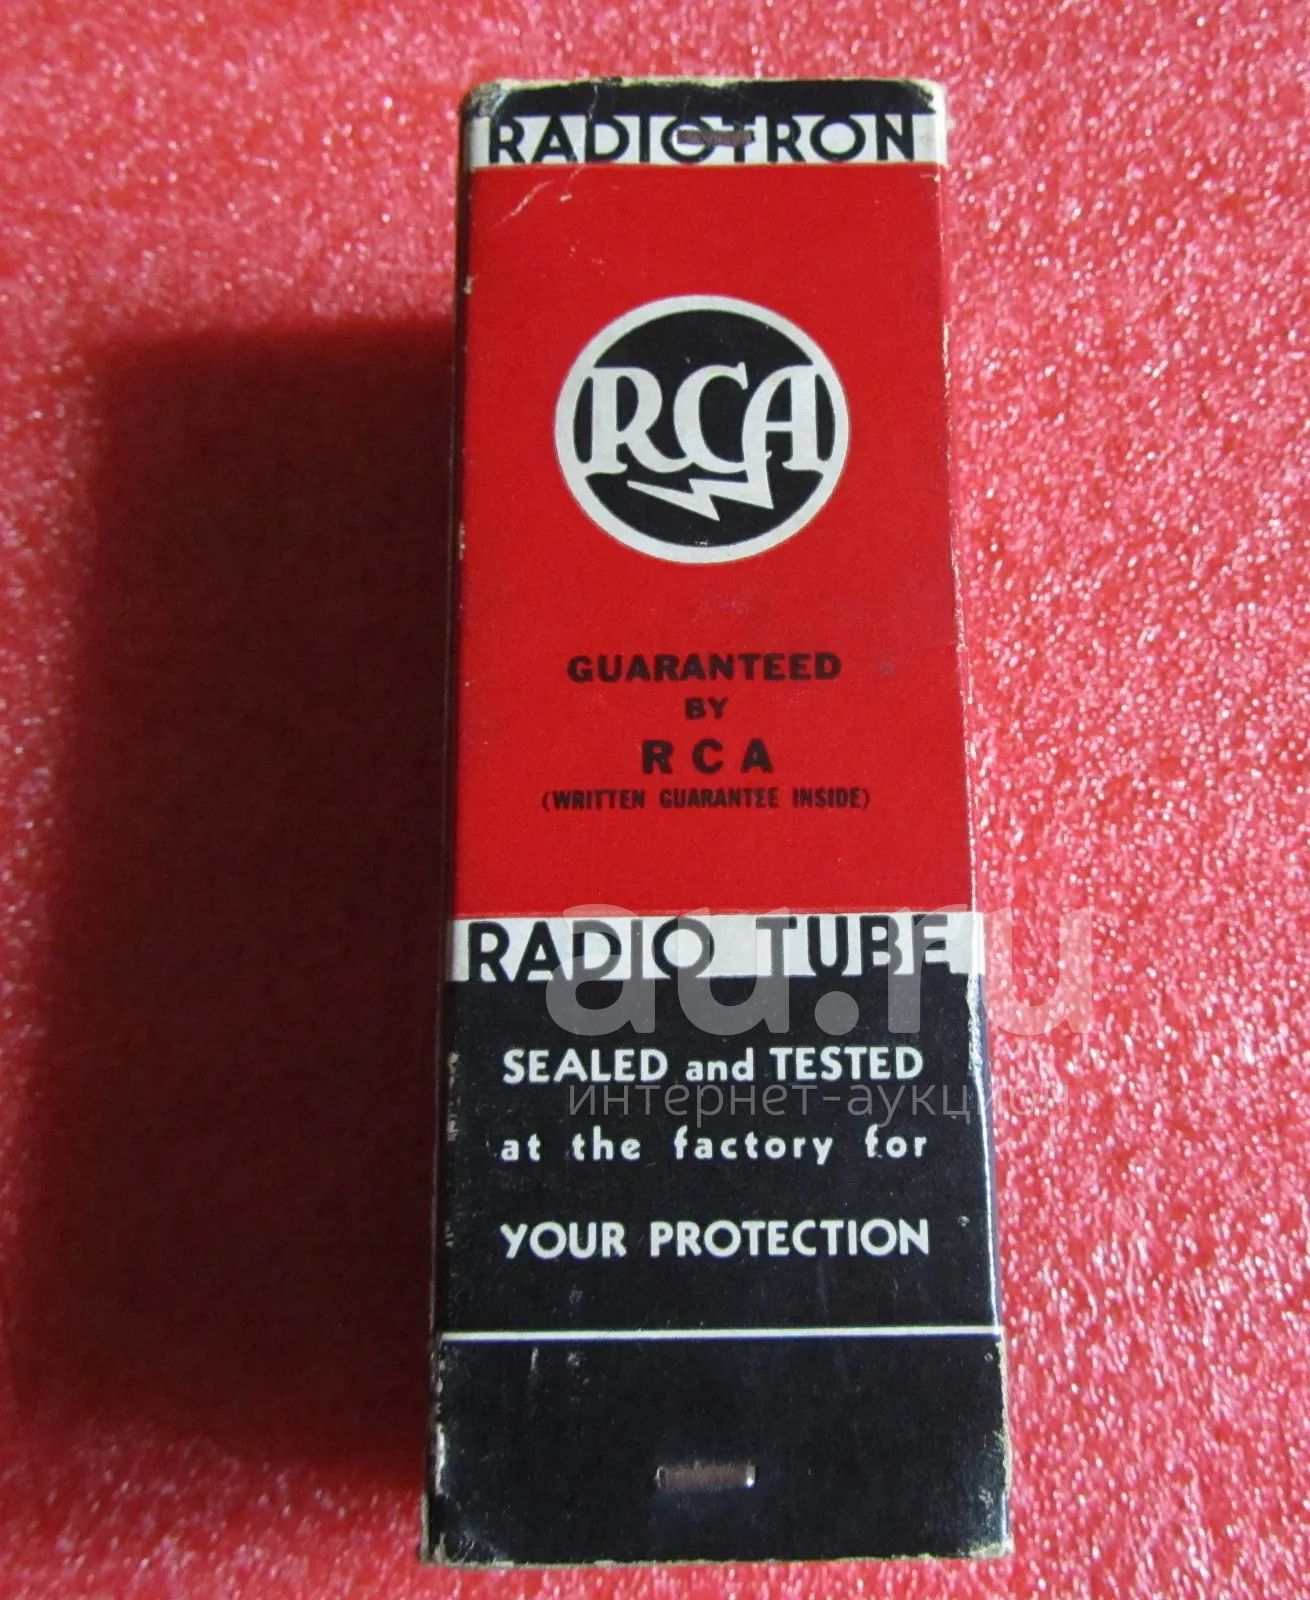 RADIOTRON
RCA
GUARANTEED
BY
RCA
(WRITTEN GUARANTEE INSIDE)
RADIO TUBE
au.ru
SEALED and TESTED
интернет-аукцион
at the factory for
YOUR PROTECTION